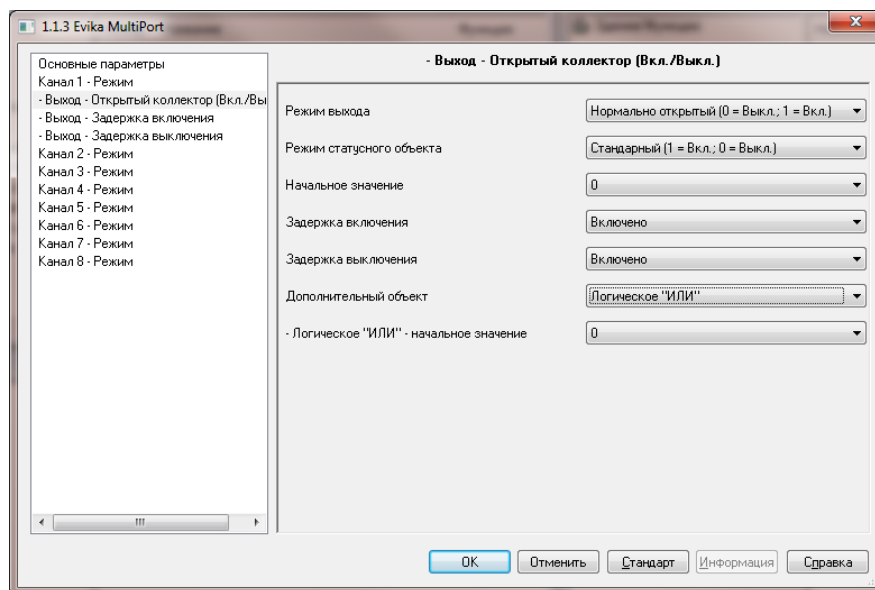 1.1.3 Evika MultiPort
Основные параметры
Канал 1 - Режим
- Выход - Открытый коллектор (Вкл./Вы
- Выход - Задержка включения
- Выход - Задержка выключения
Канал 2 - Режим
Канал 3 - Режим
Канал 4 - Режим
Канал 5 - Режим
Канал 6 - Режим
Канал 7 - Режим
Канал 8 - Режим
- Выход - Открытый коллектор (Вкл./Выкл.)
Режим выхода Нормально открытый (0 = Выкл.; 1 = Вкл.)
Режим статусного объекта Стандарный (1 = Вкл.; 0 = Выкл.)
Начальное значение 0
Задержка включения Включено
Задержка выключения Включено
Дополнительный объект Логическое "ИЛИ"
- Логическое "ИЛИ" - начальное значение 0
OK Отменить Стандарт Информация Справка